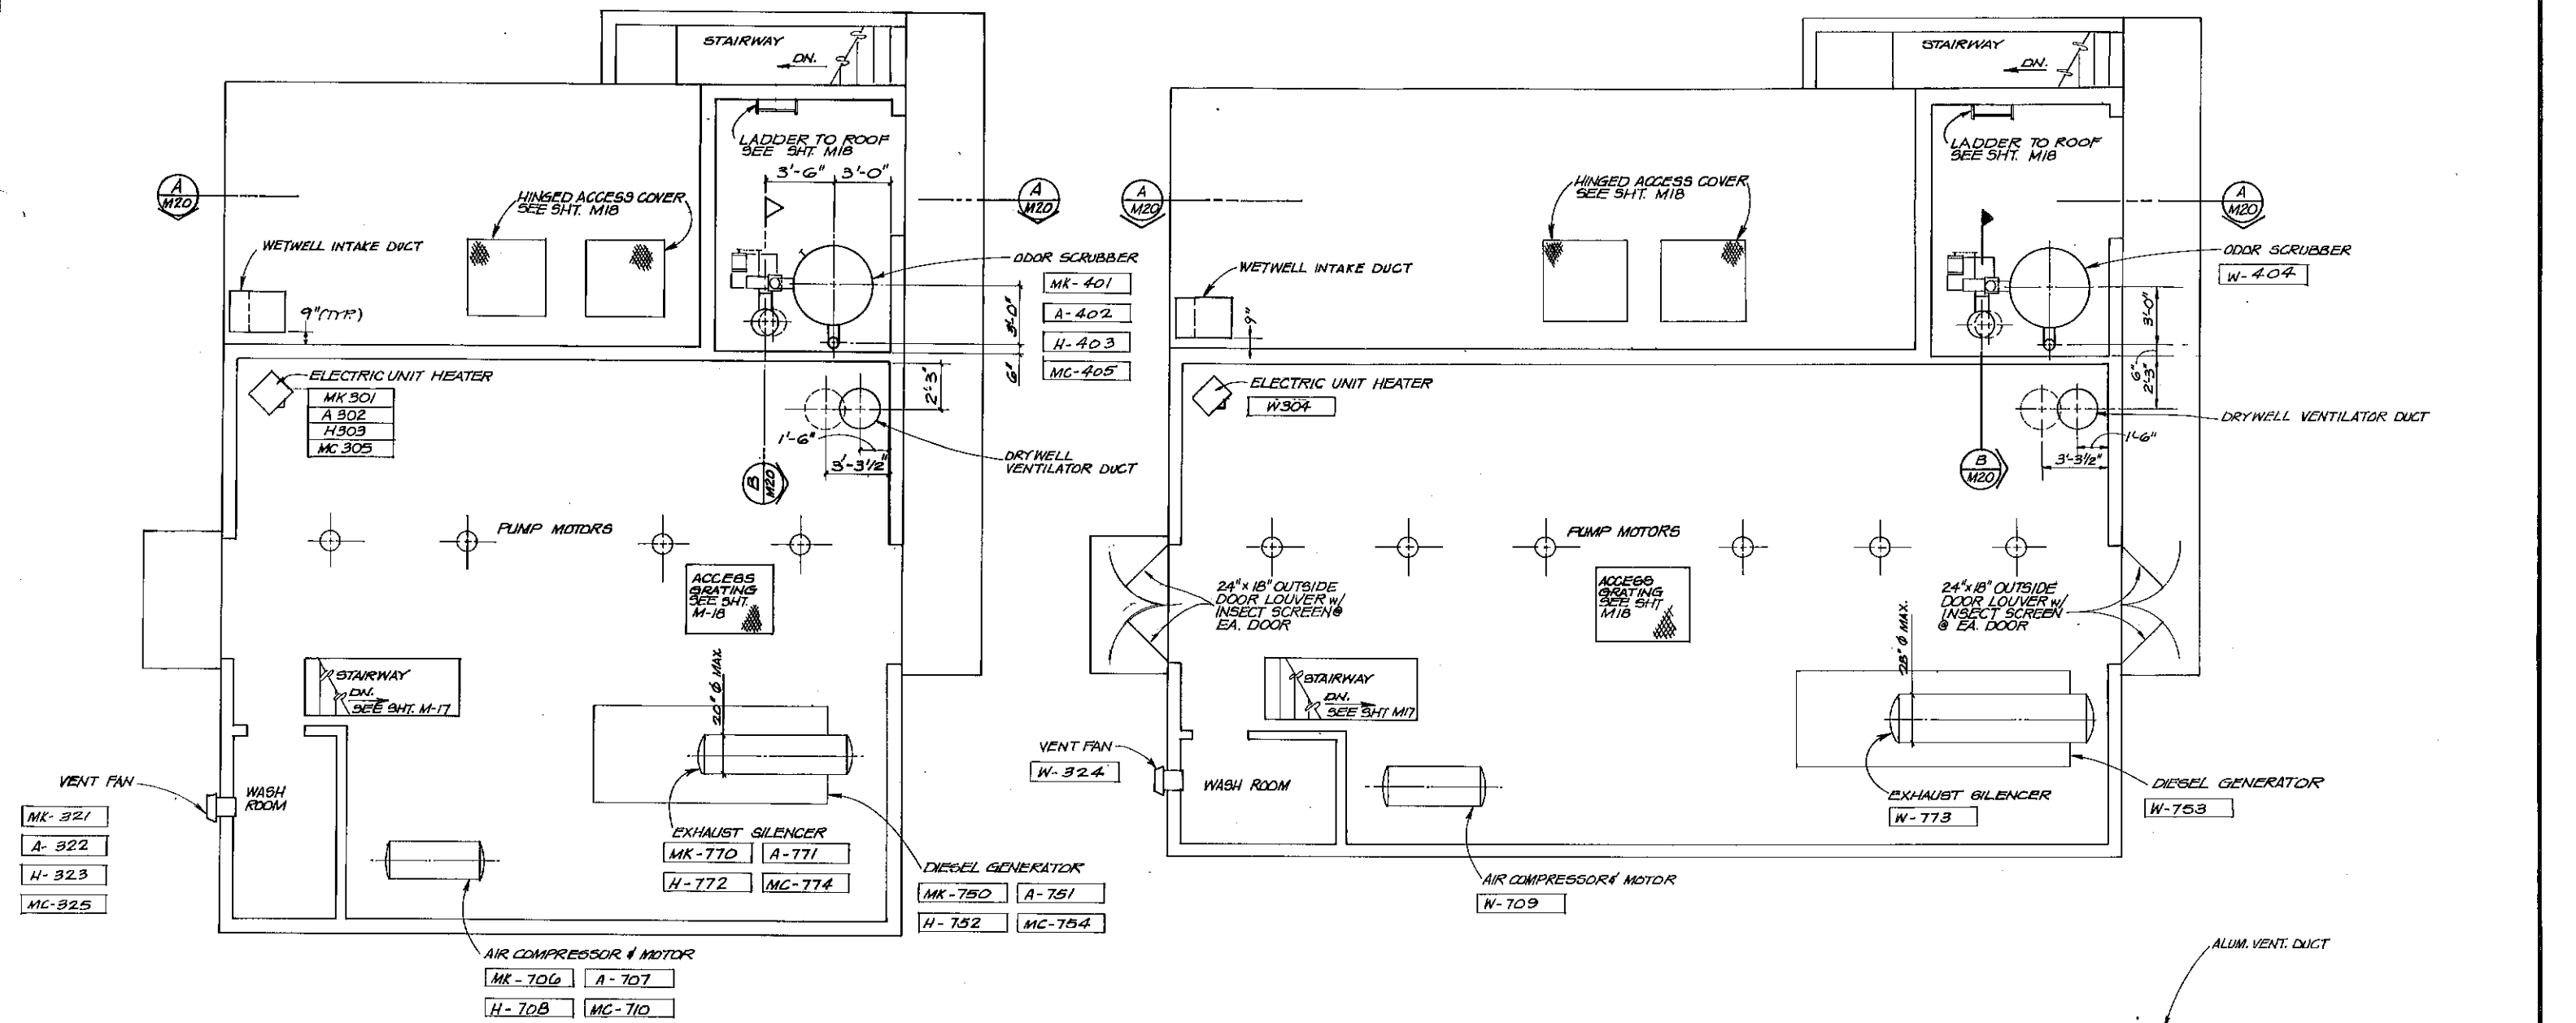 STAIRWAY
DN.
LADDER TO ROOF
SEE SHT. M18
3'-6"
3'-0"
A
M20
A
M20
HINGED ACCESS COVER
SEE SHT. M18
WETWELL INTAKE DUCT
9"(TYP.)
ODOR SCRUBBER
MK-401
A-402
H-403
MC-405
3'-0"
6"
2'-3"
ELECTRIC UNIT HEATER
MK 301
A 302
H303
MC 305
1'-6"
3'-3½"
DRYWELL
VENTILATOR DUCT
B
M20
PUMP MOTORS
ACCESS
GRATING
SEE SHT.
M-18
STAIRWAY
DN.
SEE SHT. M-17
20" Ø MAX.
VENT FAN
MK-321
A-322
H-323
MC-325
WASH
ROOM
EXHAUST SILENCER
MK-770
A-771
H-772
MC-774
DIESEL GENERATOR
MK-750
A-751
H-752
MC-754
AIR COMPRESSOR & MOTOR
MK-706
A-707
H-708
MC-710
STAIRWAY
DN.
LADDER TO ROOF
SEE SHT. M18
A
M20
A
M20
HINGED ACCESS COVER
SEE SHT. M18
WETWELL INTAKE DUCT
9"
ODOR SCRUBBER
W-404
3'-0"
6"
2'-3"
ELECTRIC UNIT HEATER
W304
DRYWELL VENTILATOR DUCT
1'-6"
3'-3½"
B
M20
PUMP MOTORS
24"x18" OUTSIDE
DOOR LOUVER W/
INSECT SCREEN @
EA. DOOR
ACCESS
GRATING
SEE SHT
M18
24"x18" OUTSIDE
DOOR LOUVER W/
INSECT SCREEN
@ EA. DOOR
28" Ø MAX.
STAIRWAY
DN.
SEE SHT M17
VENT FAN
W-324
WASH ROOM
EXHAUST SILENCER
W-773
DIESEL GENERATOR
W-753
AIR COMPRESSOR & MOTOR
W-709
ALUM. VENT. DUCT